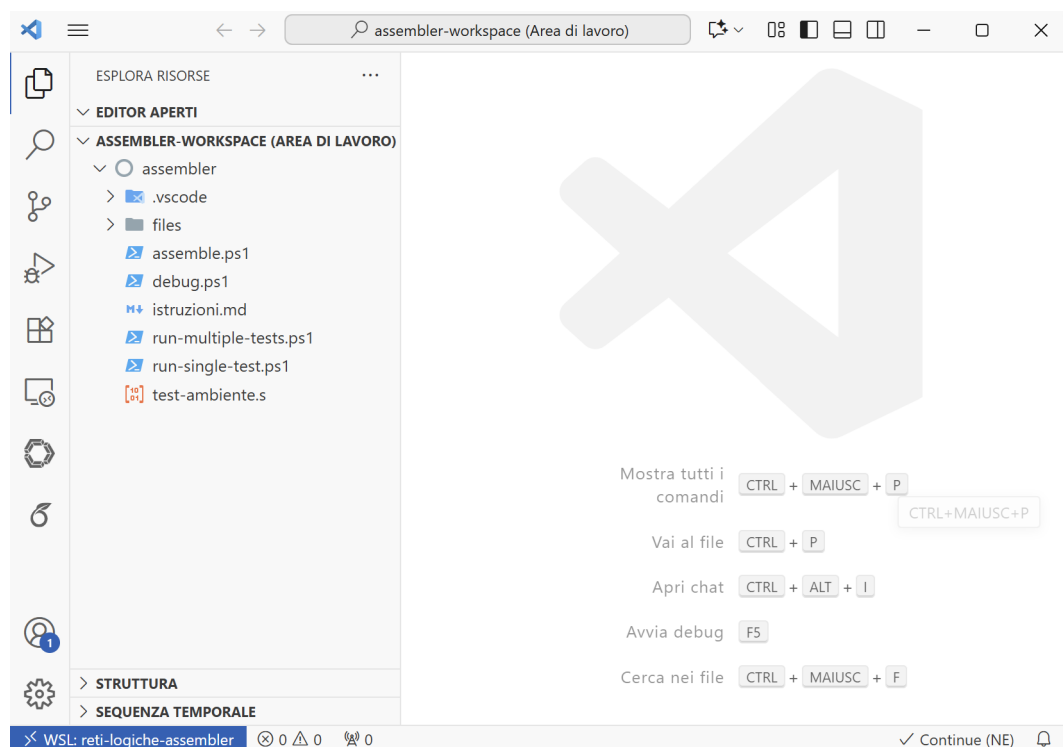 assembler-workspace (Area di lavoro)
ESPLORA RISORSE
EDITOR APERTI
ASSEMBLER-WORKSPACE (AREA DI LAVORO)
assembler
.vscode
files
assemble.ps1
debug.ps1
istruzioni.md
run-multiple-tests.ps1
run-single-test.ps1
test-ambiente.s
Mostra tutti i comandi CTRL + MAIUSC + P
CTRL+MAIUSC+P
Vai al file CTRL + P
Apri chat CTRL + ALT + I
Avvia debug F5
Cerca nei file CTRL + MAIUSC + F
1
STRUTTURA
SEQUENZA TEMPORALE
WSL: reti-logiche-assembler 0 0 0 Continue (NE)